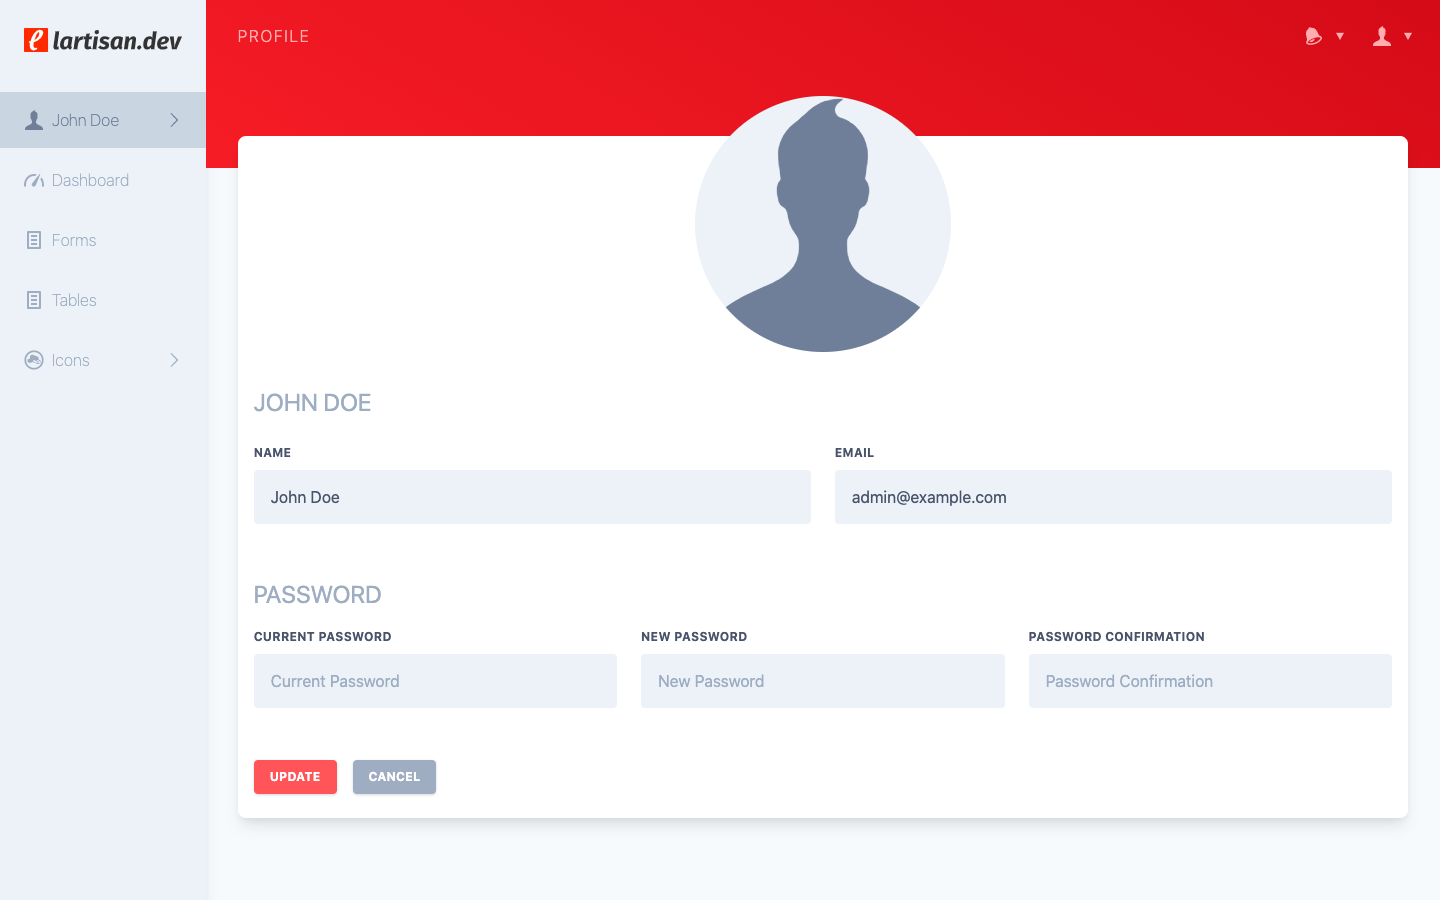 lartisan.dev
PROFILE
John Doe
Dashboard
Forms
Tables
Icons
JOHN DOE
NAME
EMAIL
John Doe
admin@example.com
PASSWORD
CURRENT PASSWORD
NEW PASSWORD
PASSWORD CONFIRMATION
Current Password
New Password
Password Confirmation
UPDATE
CANCEL